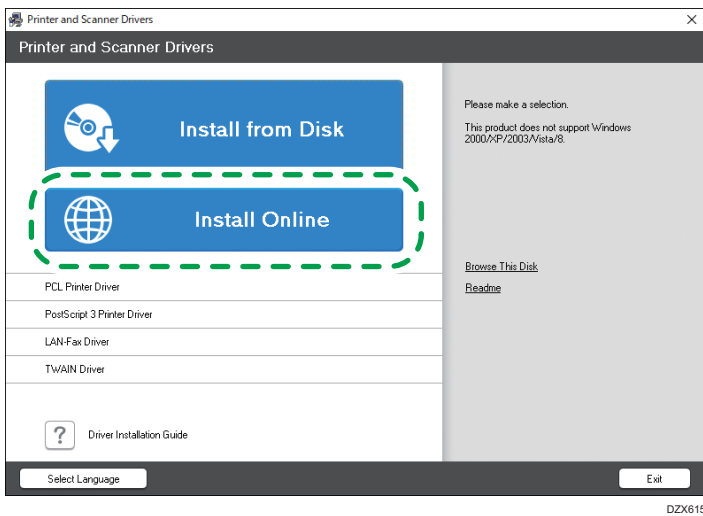 Printer and Scanner Drivers
Printer and Scanner Drivers
Install from Disk
Install Online
PCL Printer Driver
PostScript 3 Printer Driver
LAN-Fax Driver
TWAIN Driver
?
Driver Installation Guide
Please make a selection.
This product does not support Windows
2000/XP/2003/Vista/8.
Browse This Disk
Readme
Select Language
Exit
DZX615